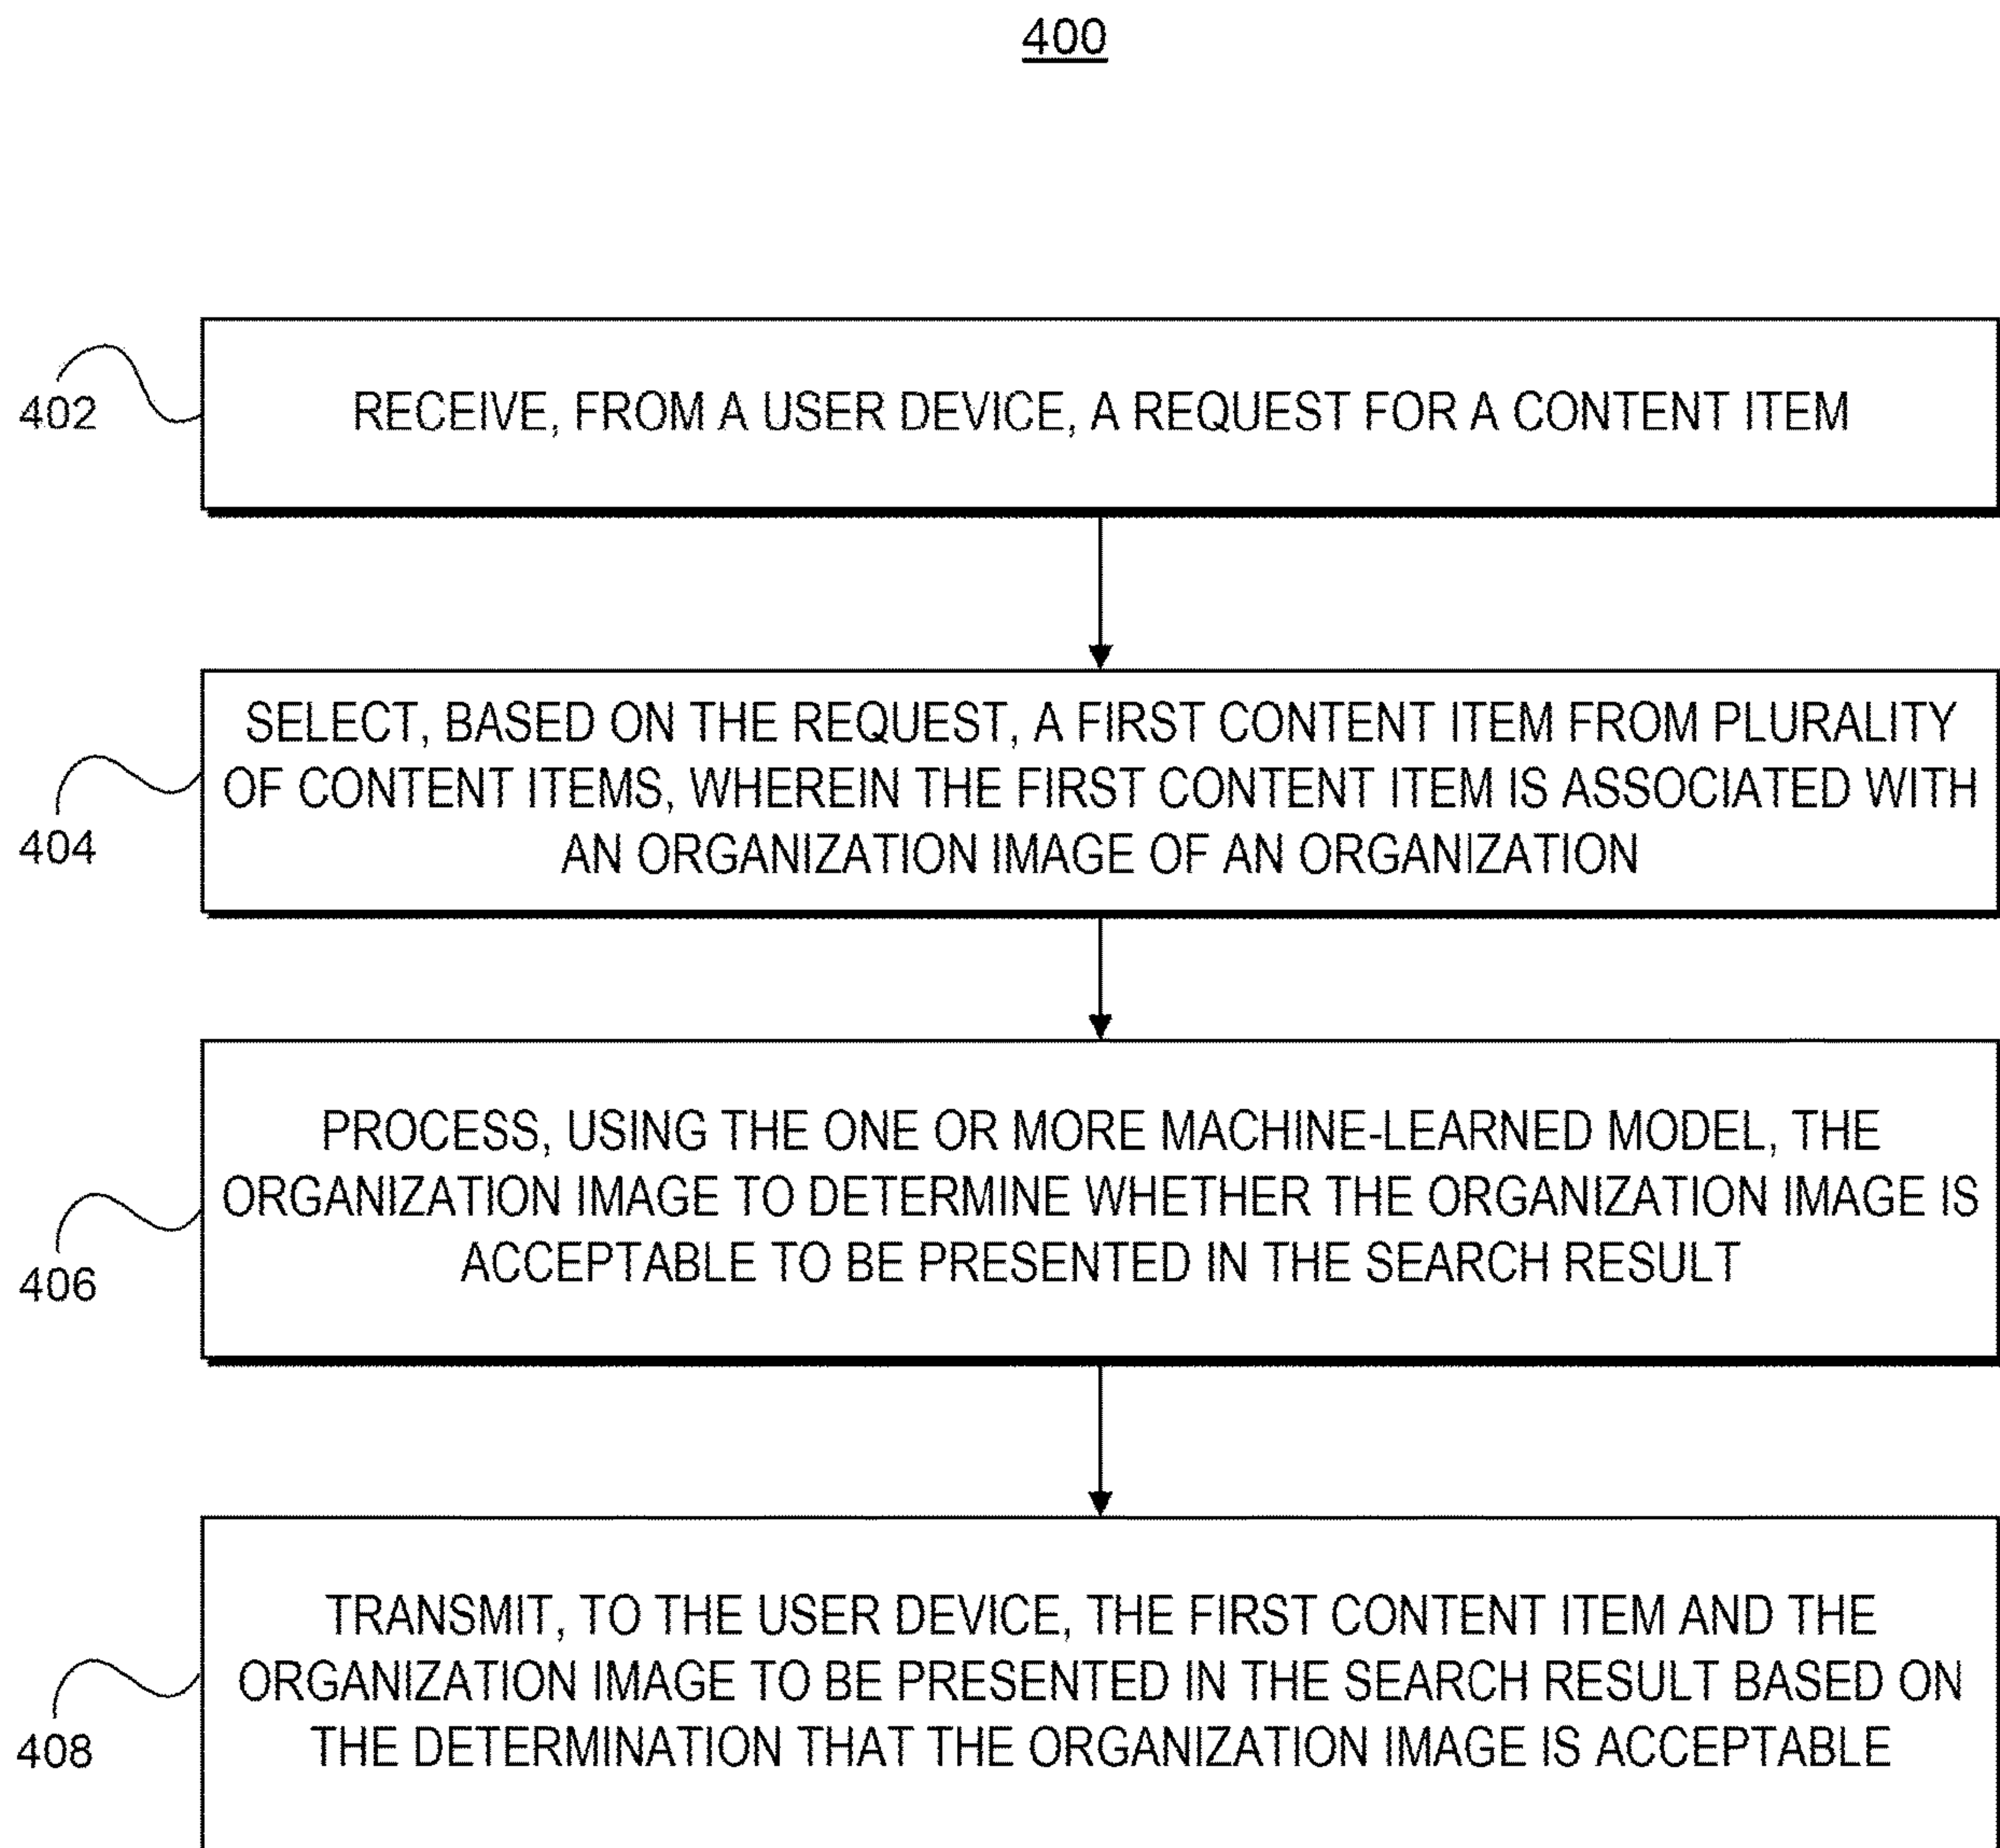 400
402
RECEIVE, FROM A USER DEVICE, A REQUEST FOR A CONTENT ITEM
404
SELECT, BASED ON THE REQUEST, A FIRST CONTENT ITEM FROM PLURALITY
OF CONTENT ITEMS, WHEREIN THE FIRST CONTENT ITEM IS ASSOCIATED WITH
AN ORGANIZATION IMAGE OF AN ORGANIZATION
406
PROCESS, USING THE ONE OR MORE MACHINE-LEARNED MODEL, THE
ORGANIZATION IMAGE TO DETERMINE WHETHER THE ORGANIZATION IMAGE IS
ACCEPTABLE TO BE PRESENTED IN THE SEARCH RESULT
408
TRANSMIT, TO THE USER DEVICE, THE FIRST CONTENT ITEM AND THE
ORGANIZATION IMAGE TO BE PRESENTED IN THE SEARCH RESULT BASED ON
THE DETERMINATION THAT THE ORGANIZATION IMAGE IS ACCEPTABLE